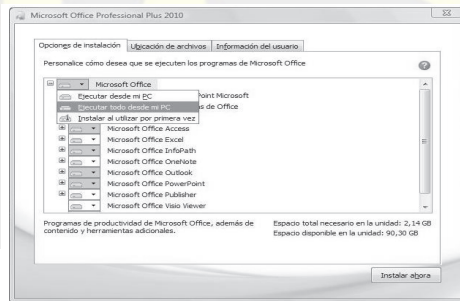 Microsoft Office Professional Plus 2010
Opciones de instalación
Ubicación de archivos
Información del usuario
Personalice cómo desea que se ejecuten los programas de Microsoft Office
Microsoft Office
Ejecutar desde mi PC
Point Microsoft
Ejecutar todo desde mi PC
s de Office
Instalar al utilizar por primera vez
Microsoft Office Access
Microsoft Office Excel
Microsoft Office InfoPath
Microsoft Office OneNote
Microsoft Office Outlook
Microsoft Office PowerPoint
Microsoft Office Publisher
Microsoft Office Visio Viewer
Programas de productividad de Microsoft Office, además de
contenido y herramientas adicionales.
Espacio total necesario en la unidad: 2,14 GB
Espacio disponible en la unidad: 90,30 GB
Instalar ahora